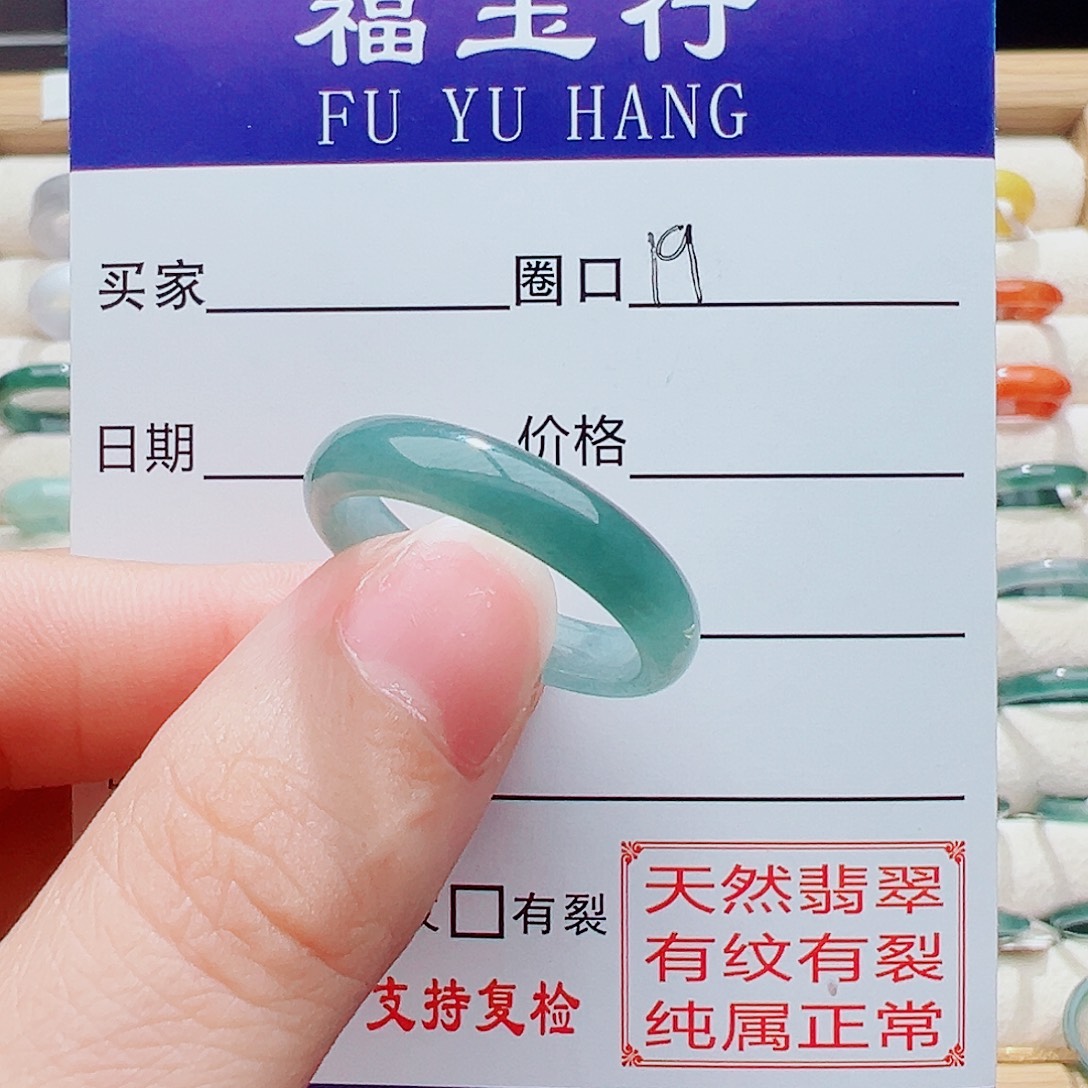 福玉行
FU YU HANG
买家 圈口 19
日期 价格
有裂
支持复检
天然翡翠
有纹有裂
纯属正常